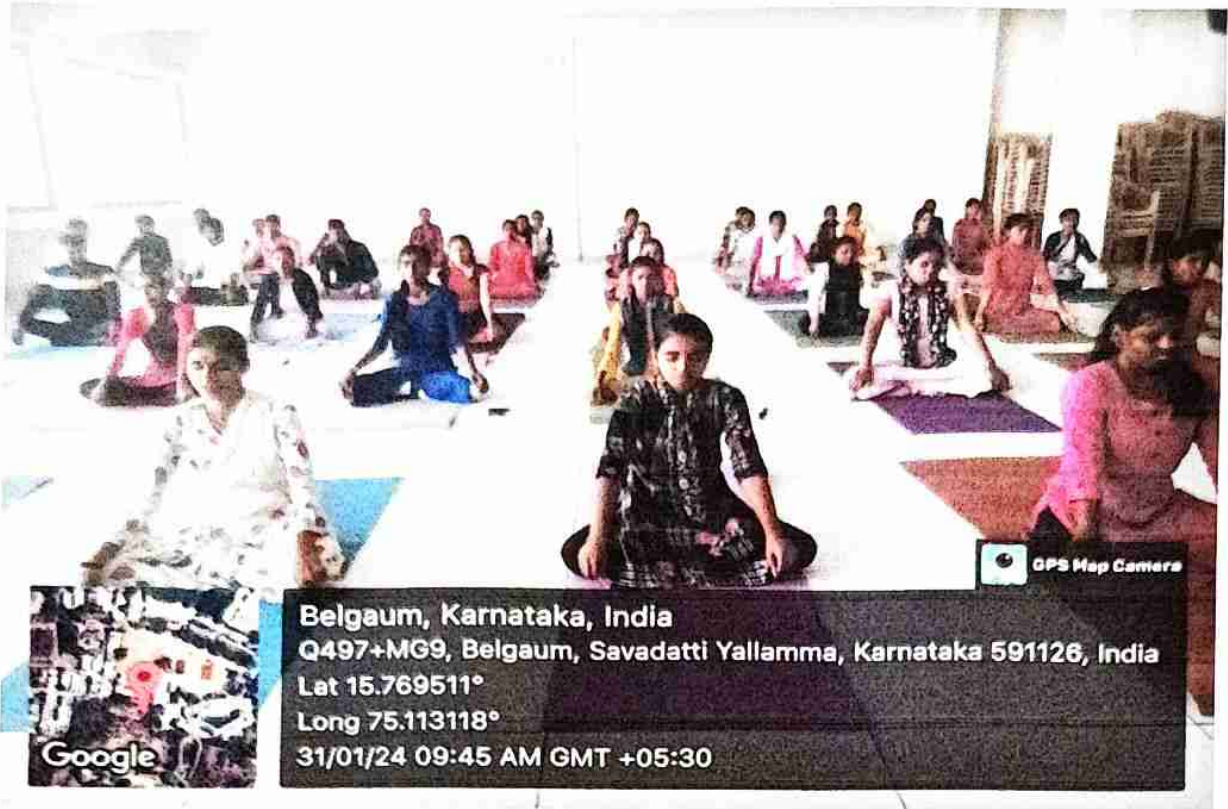 GPS Map Camera
Belgaum, Karnataka, India
Q497+MG9, Belgaum, Savadatti Yallamma, Karnataka 591126, India
Lat 15.769511°
Long 75.113118°
31/01/24 09:45 AM GMT +05:30
Google